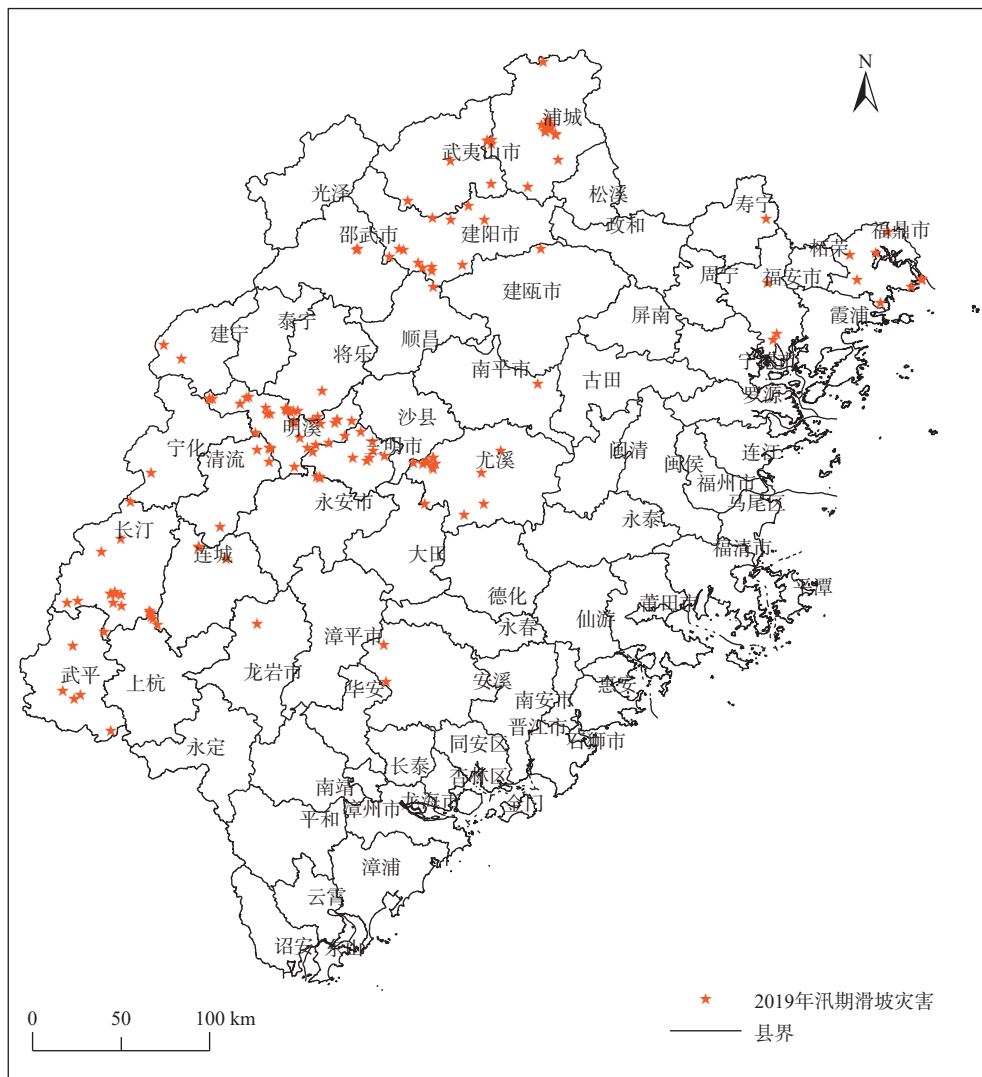 N
浦城
武夷山市
光泽
松溪
寿宁
政和
福鼎市
建阳市
邵武市
柘荣
周宁
福安市
建瓯市
霞浦
屏南
泰宁
建宁
顺昌
将乐
南平市
古田
罗源
沙县
明溪
宁化
清流
尤溪
闽清
闽侯
连江
福州市
马尾区
永安市
永泰
长汀
连城
大田
福清市
平潭
德化
莆田市
仙游
永春
漳平市
武平
上杭
龙岩市
华安
安溪
惠安
南安市
晋江市
石狮市
永定
同安区
长泰
杏林区
南靖
龙海市
金门
漳州市
平和
漳浦
云霄
诏安
东山
2019年汛期滑坡灾害
县界
0 50 100 km